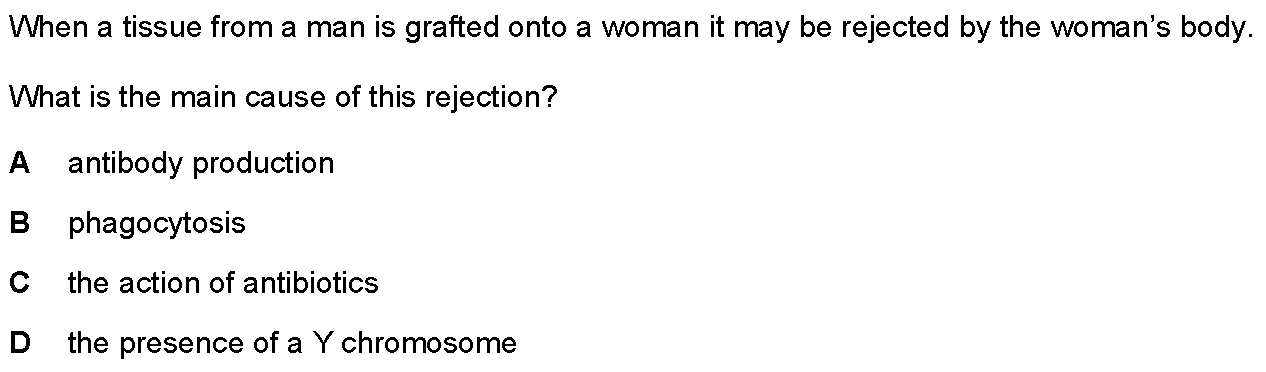 When a tissue from a man is grafted onto a woman it may be rejected by the woman’s body.
What is the main cause of this rejection?
A antibody production
B phagocytosis
C the action of antibiotics
D the presence of a Y chromosome